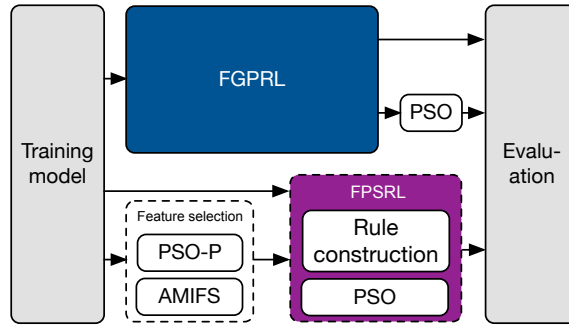 Training
model
FGPRL
PSO
Evalu-
ation
Feature selection
PSO-P
AMIFS
FPSRL
Rule
construction
PSO